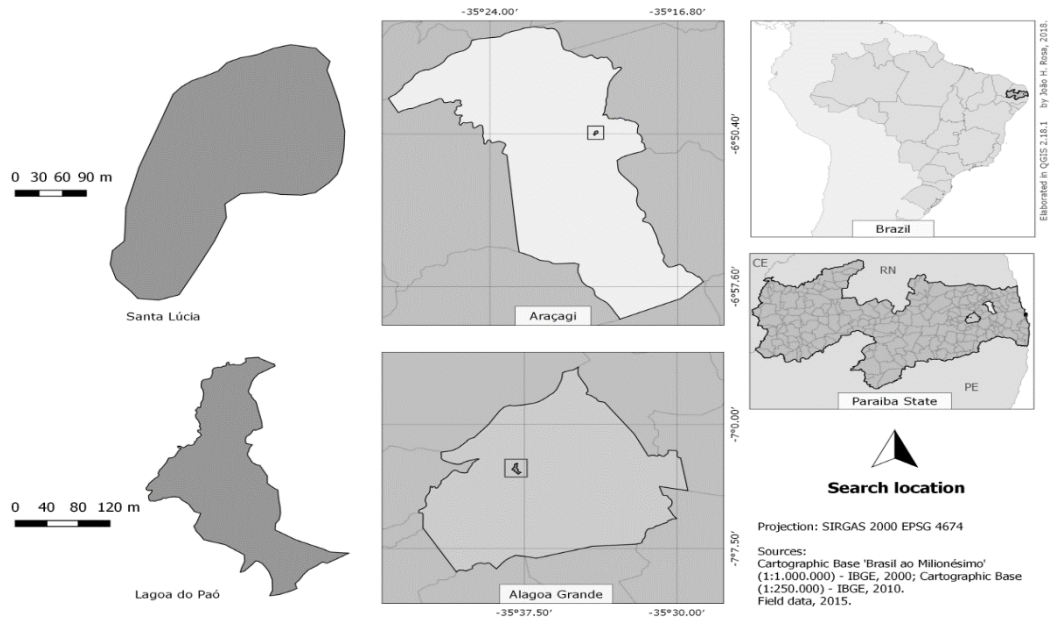 0 30 60 90 m
Santa Lúcia
0 40 80 120 m
Lagoa do Paó
-35°24.00'
-35°16.80'
-6°50.40'
-6°57.60'
Araçagi
-7°0.00'
-7°7.50'
Alagoa Grande
-35°37.50'
-35°30.00'
Brazil
Elaborated in QGIS 2.18.1 by João H. Rosa, 2018.
CE
RN
PE
Paraiba State
Search location
Projection: SIRGAS 2000 EPSG 4674
Sources:
Cartographic Base 'Brasil ao Milionésimo'
(1:1.000.000) - IBGE, 2000; Cartographic Base
(1:250.000) - IBGE, 2010.
Field data, 2015.